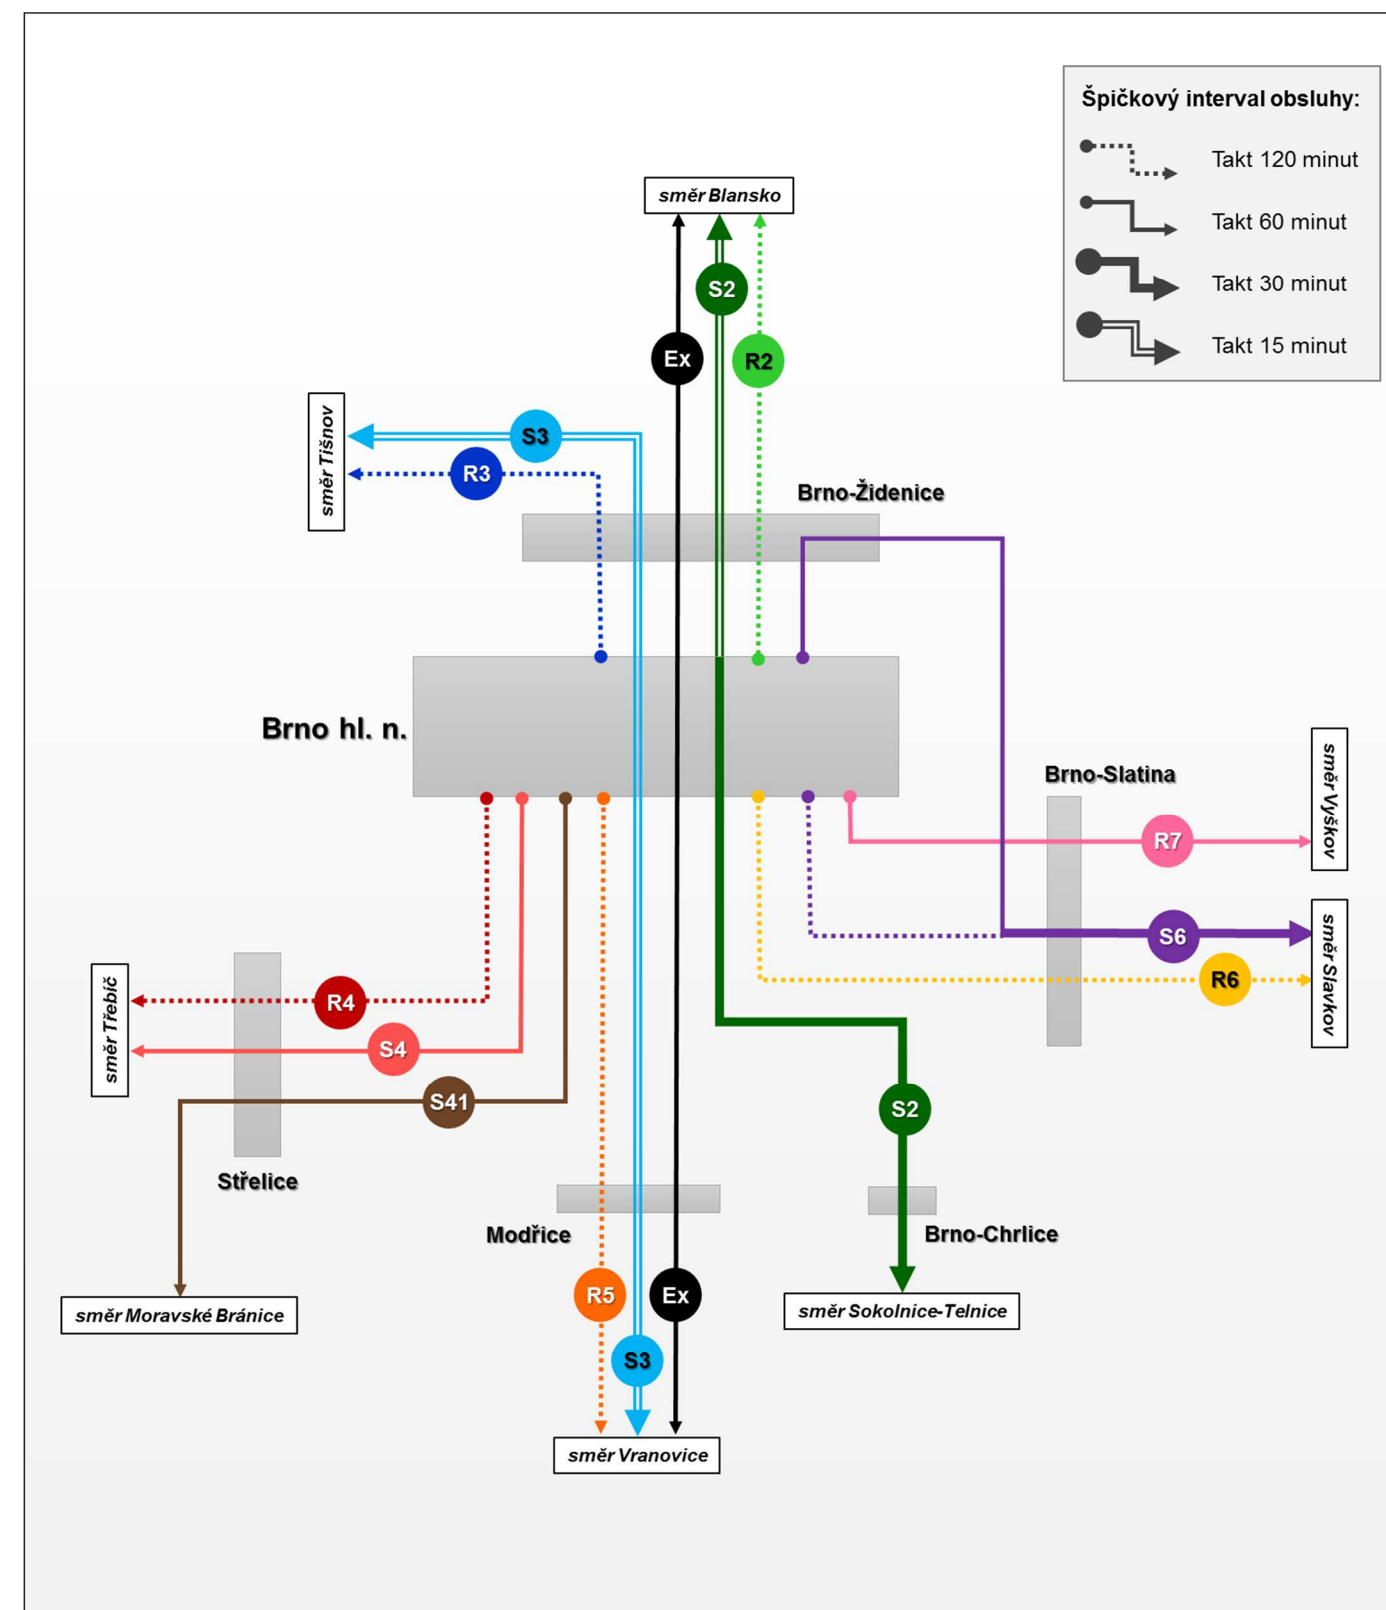 Špičkový interval obsluhy:
Takt 120 minut
Takt 60 minut
Takt 30 minut
Takt 15 minut
směr Blansko
S2
Ex
R2
směr Tišnov
S3
R3
Brno-Židenice
Brno hl. n.
Brno-Slatina
směr Vyškov
R7
S6
směr Slavkov
R6
směr Třebíč
R4
S4
S41
S2
Střelice
Modřice
Brno-Chrlice
R5
Ex
směr Moravské Bránice
směr Sokolnice-Telnice
S3
směr Vranovice